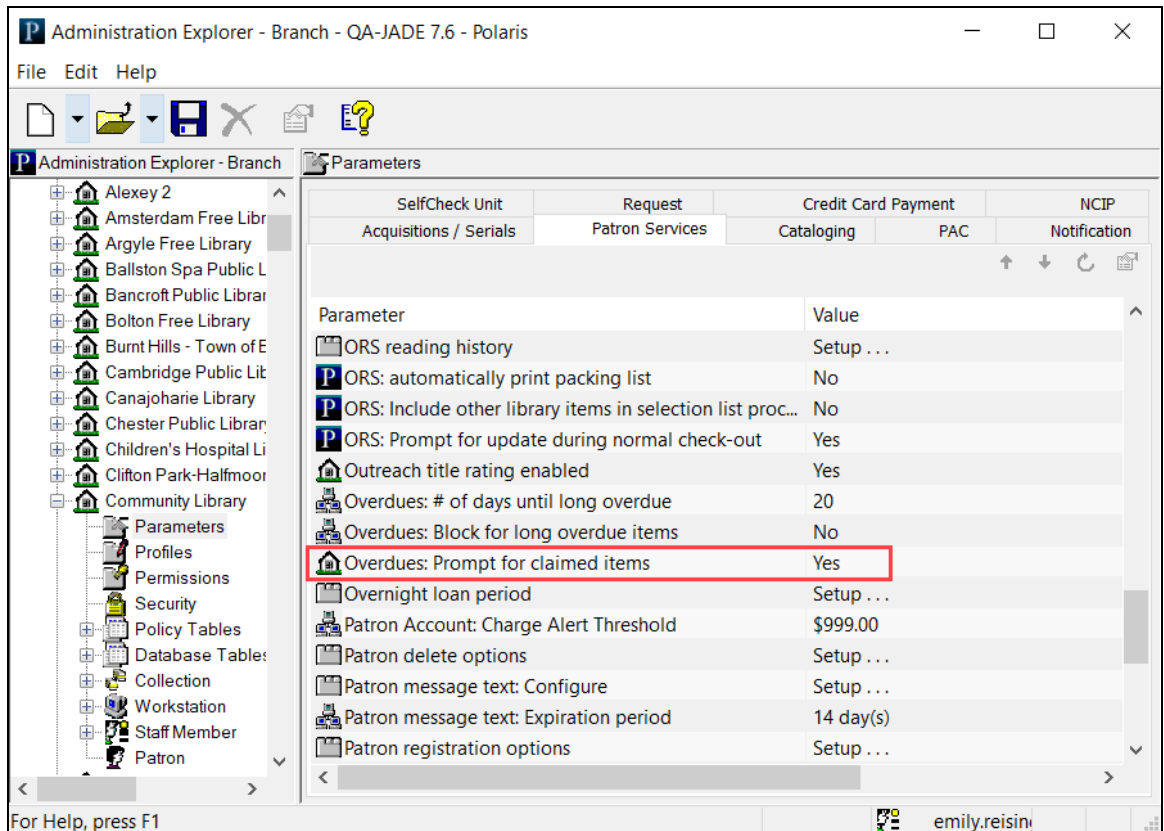 Administration Explorer - Branch - QA-JADE 7.6 - Polaris
File Edit Help
Administration Explorer - Branch
Alexey 2
Amsterdam Free Libr
Argyle Free Library
Ballston Spa Public L
Bancroft Public Librar
Bolton Free Library
Burnt Hills - Town of E
Cambridge Public Lib
Canajoharie Library
Chester Public Library
Children's Hospital Li
Clifton Park-Halfmoor
Community Library
Parameters
Profiles
Permissions
Security
Policy Tables
Database Tables
Collection
Workstation
Staff Member
Patron
Parameters
SelfCheck Unit Request Credit Card Payment NCIP
Acquisitions / Serials Patron Services Cataloging PAC Notification
Parameter Value
ORS reading history Setup . . .
P ORS: automatically print packing list No
P ORS: Include other library items in selection list proc... No
P ORS: Prompt for update during normal check-out Yes
Outreach title rating enabled Yes
Overdues: # of days until long overdue 20
Overdues: Block for long overdue items No
Overdues: Prompt for claimed items Yes
Overnight loan period Setup . . .
Patron Account: Charge Alert Threshold $999.00
Patron delete options Setup . . .
Patron message text: Configure Setup . . .
Patron message text: Expiration period 14 day(s)
Patron registration options Setup . . .
For Help, press F1 emily.reisin